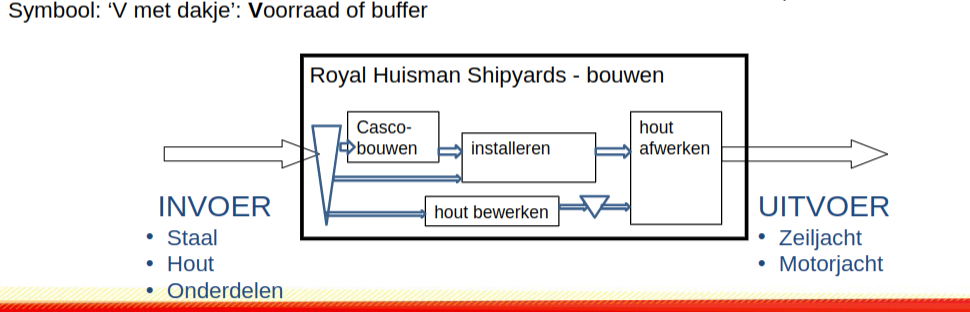 Symbool: ‘V met dakje’: Voorraad of buffer
Royal Huisman Shipyards - bouwen
Casco-
bouwen
installeren
hout
afwerken
hout bewerken
INVOER
• Staal
• Hout
• Onderdelen
UITVOER
• Zeiljacht
• Motorjacht